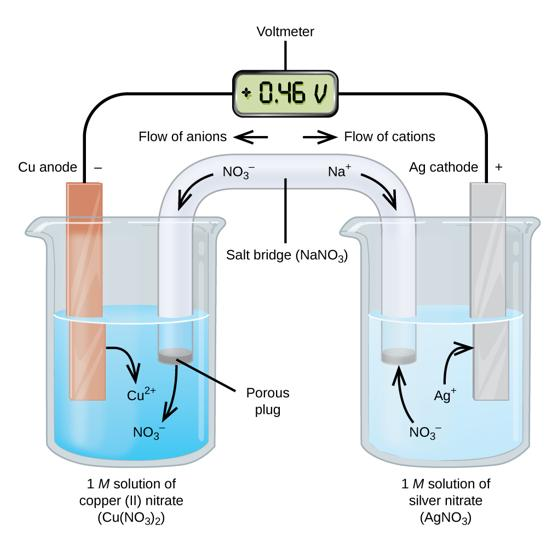 Voltmeter
+ 0.46 V
Flow of anions
Flow of cations
Cu anode –
Ag cathode +
NO₃⁻
Na⁺
Salt bridge (NaNO₃)
Cu²⁺
NO₃⁻
Porous
plug
Ag⁺
NO₃⁻
1 M solution of
copper (II) nitrate
(Cu(NO₃)₂)
1 M solution of
silver nitrate
(AgNO₃)